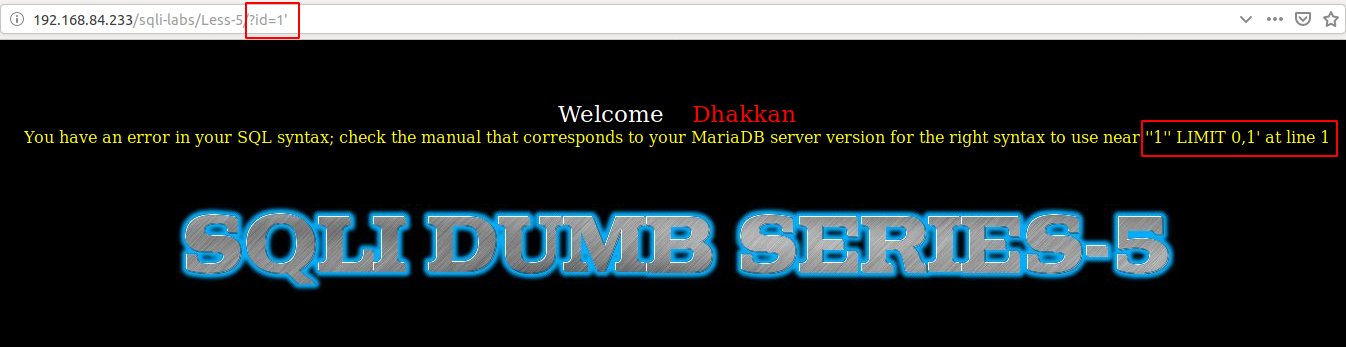 192.168.84.233/sqli-labs/Less-5/?id=1'
Welcome    Dhakkan
You have an error in your SQL syntax; check the manual that corresponds to your MariaDB server version for the right syntax to use near ''1'' LIMIT 0,1' at line 1
SQLI DUMB SERIES-5